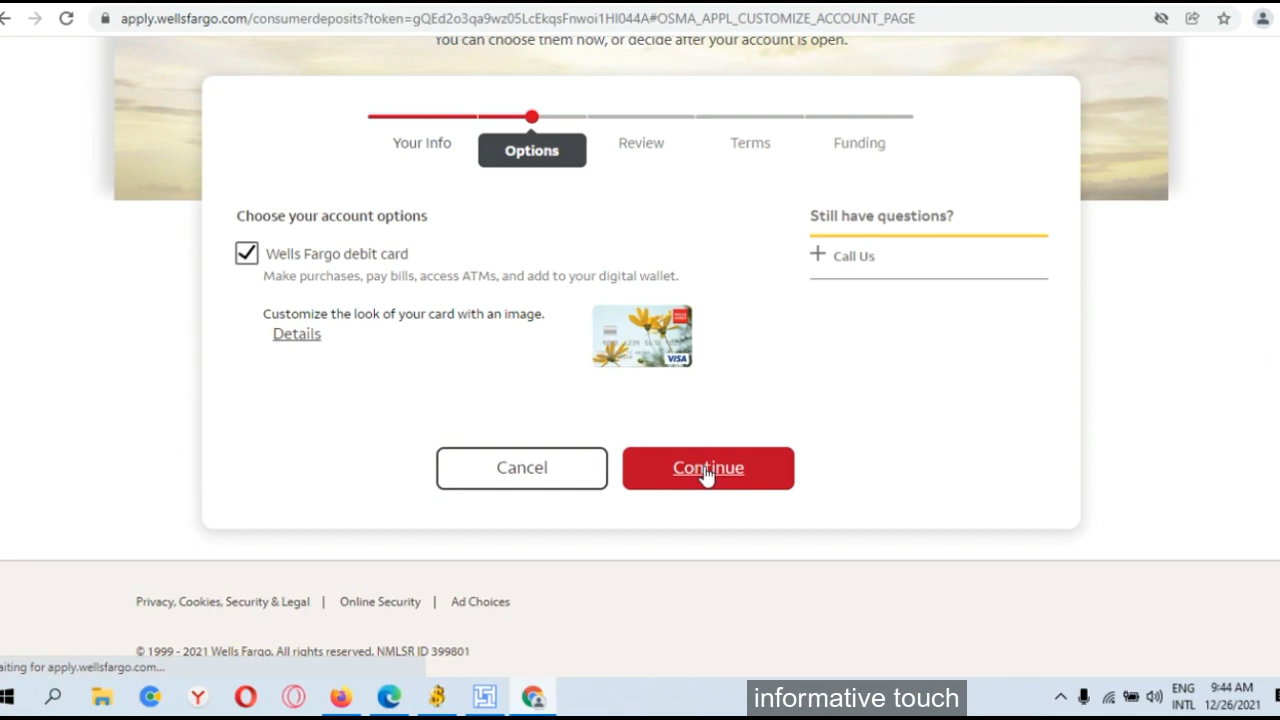 apply.wellsfargo.com/consumerdeposits?token=gQEd2o3qa9wz05LcEkqsFnwoi1HI044A#OSMA_APPL_CUSTOMIZE_ACCOUNT_PAGE
You can choose them now, or decide after your account is open.
Your Info
Options
Review
Terms
Funding
Choose your account options
Wells Fargo debit card
Make purchases, pay bills, access ATMs, and add to your digital wallet.
Customize the look of your card with an image.
Details
WELLS FARGO
VISA
Still have questions?
+ Call Us
Cancel
Continue
Privacy, Cookies, Security & Legal | Online Security | Ad Choices
© 1999 - 2021 Wells Fargo. All rights reserved. NMLSR ID 399801
aiting for apply.wellsfargo.com...
informative touch
ENG
INTL
9:44 AM
12/26/2021